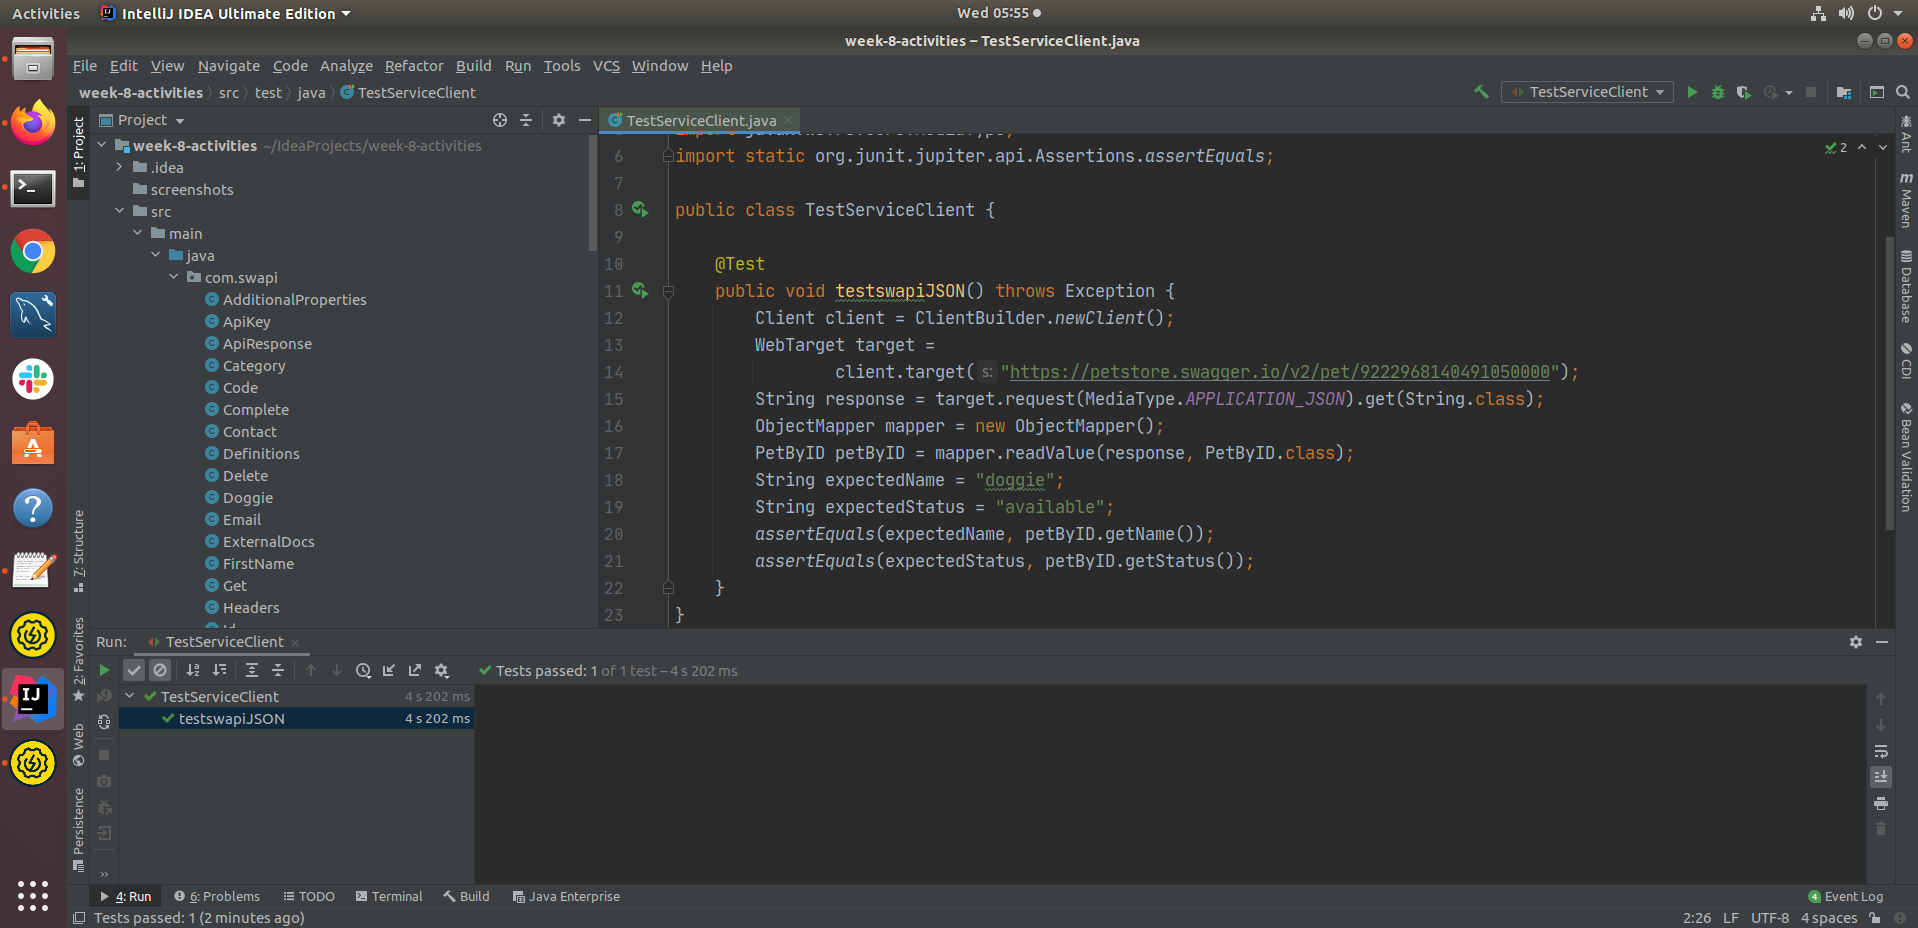 Activities IntelliJ IDEA Ultimate Edition Wed 05:55
week-8-activities – TestServiceClient.java
File Edit View Navigate Code Analyze Refactor Build Run Tools VCS Window Help
week-8-activities src test java TestServiceClient TestServiceClient
1: Project
7: Structure
2: Favorites
Web
Persistence
Project
week-8-activities ~/IdeaProjects/week-8-activities
.idea
screenshots
src
main
java
com.swapi
AdditionalProperties
ApiKey
ApiResponse
Category
Code
Complete
Contact
Definitions
Delete
Doggie
Email
ExternalDocs
FirstName
Get
Headers
TestServiceClient.java
2
6 import static org.junit.jupiter.api.Assertions.assertEquals;
7
8 public class TestServiceClient {
9
10 @Test
11 public void testswapiJSON() throws Exception {
12 Client client = ClientBuilder.newClient();
13 WebTarget target =
14 client.target( s: "https://petstore.swagger.io/v2/pet/9222968140491050000");
15 String response = target.request(MediaType.APPLICATION_JSON).get(String.class);
16 ObjectMapper mapper = new ObjectMapper();
17 PetByID petByID = mapper.readValue(response, PetByID.class);
18 String expectedName = "doggie";
19 String expectedStatus = "available";
20 assertEquals(expectedName, petByID.getName());
21 assertEquals(expectedStatus, petByID.getStatus());
22 }
23 }
Ant
Maven
Database
CDI
Bean Validation
Run: TestServiceClient
Tests passed: 1 of 1 test – 4 s 202 ms
TestServiceClient 4 s 202 ms
testswapiJSON 4 s 202 ms
4: Run 6: Problems TODO Terminal Build Java Enterprise 4 Event Log
Tests passed: 1 (2 minutes ago) 2:26 LF UTF-8 4 spaces